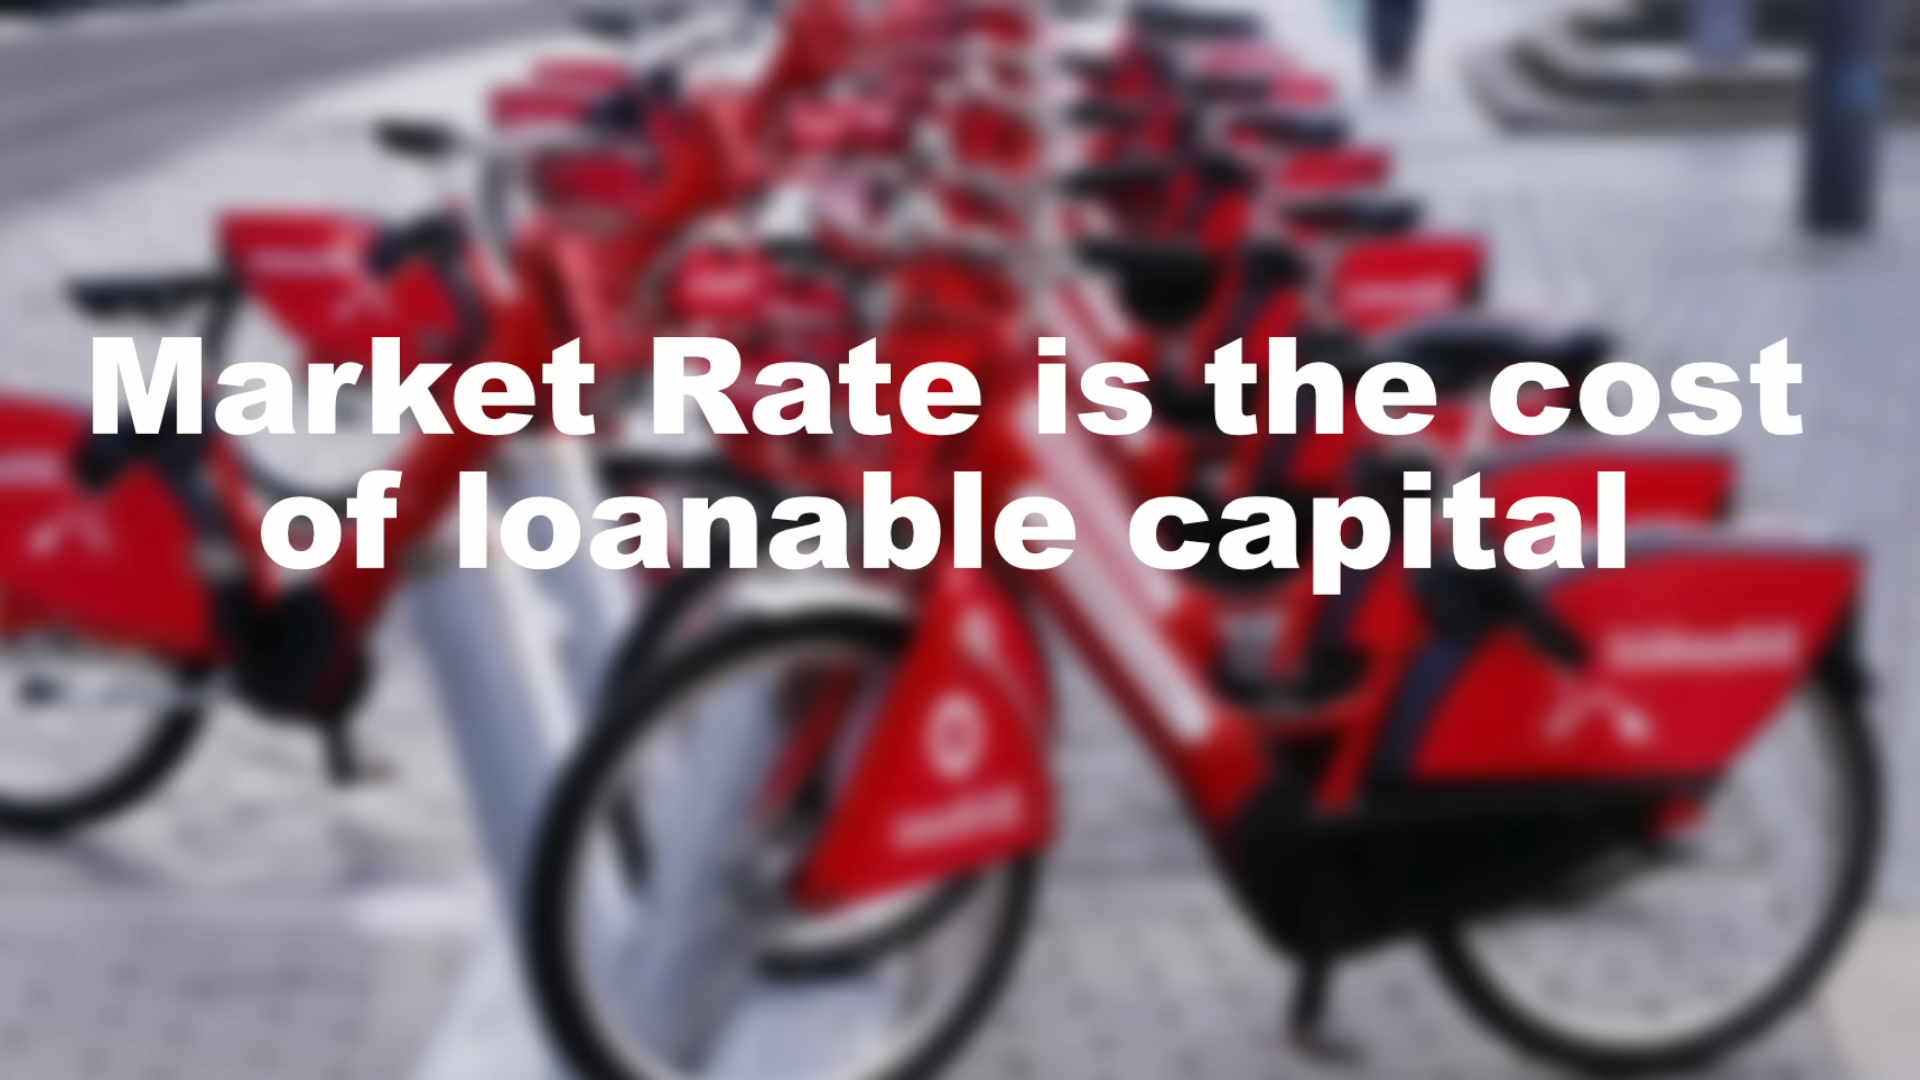 Market Rate is the cost
of loanable capital